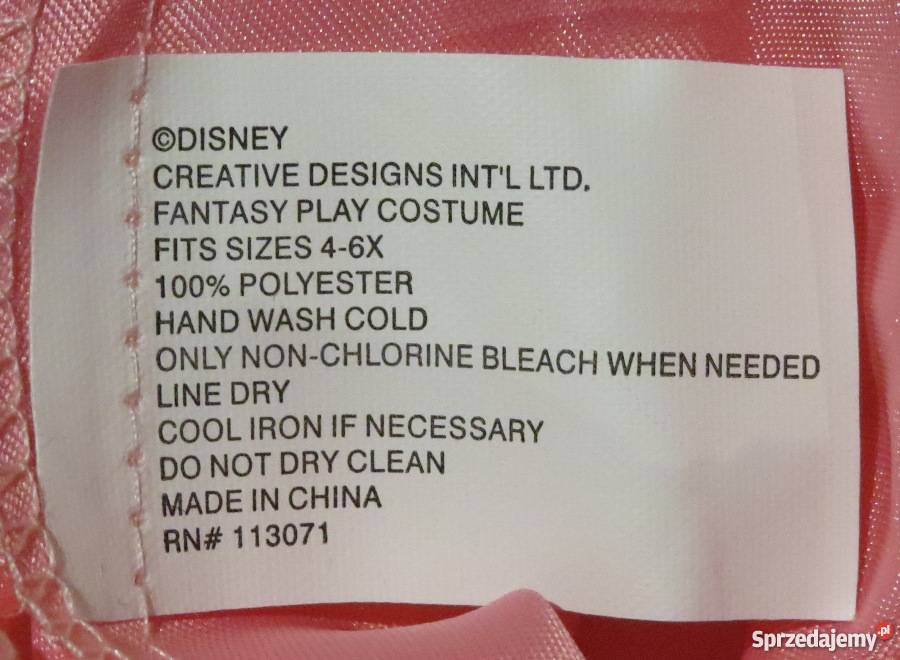 ©DISNEY
CREATIVE DESIGNS INT'L LTD.
FANTASY PLAY COSTUME
FITS SIZES 4-6X
100% POLYESTER
HAND WASH COLD
ONLY NON-CHLORINE BLEACH WHEN NEEDED
LINE DRY
COOL IRON IF NECESSARY
DO NOT DRY CLEAN
MADE IN CHINA
RN# 113071
Sprzedajemy.pl